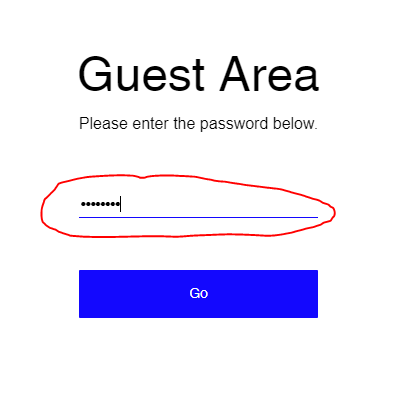 Guest Area
Please enter the password below.
••••••••
Go